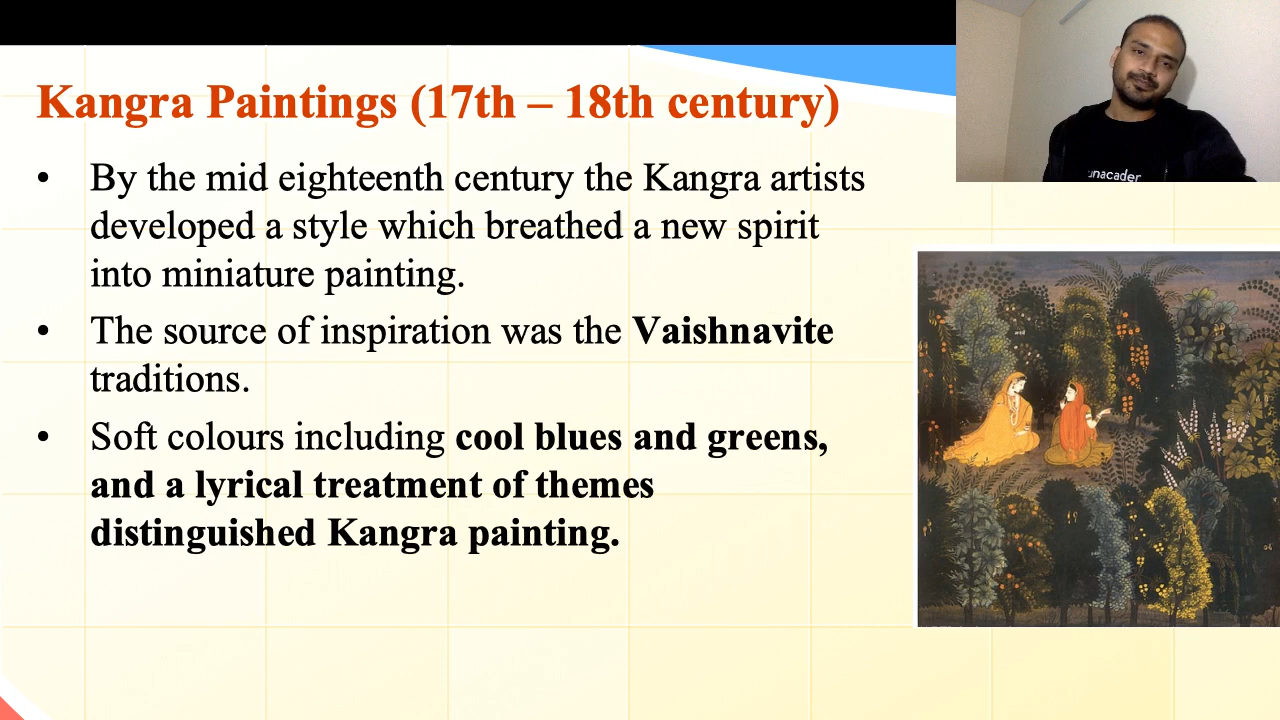 Kangra Paintings (17th – 18th century)
• By the mid eighteenth century the Kangra artists
developed a style which breathed a new spirit
into miniature painting.
• The source of inspiration was the Vaishnavite
traditions.
• Soft colours including cool blues and greens,
and a lyrical treatment of themes
distinguished Kangra painting.
unacader